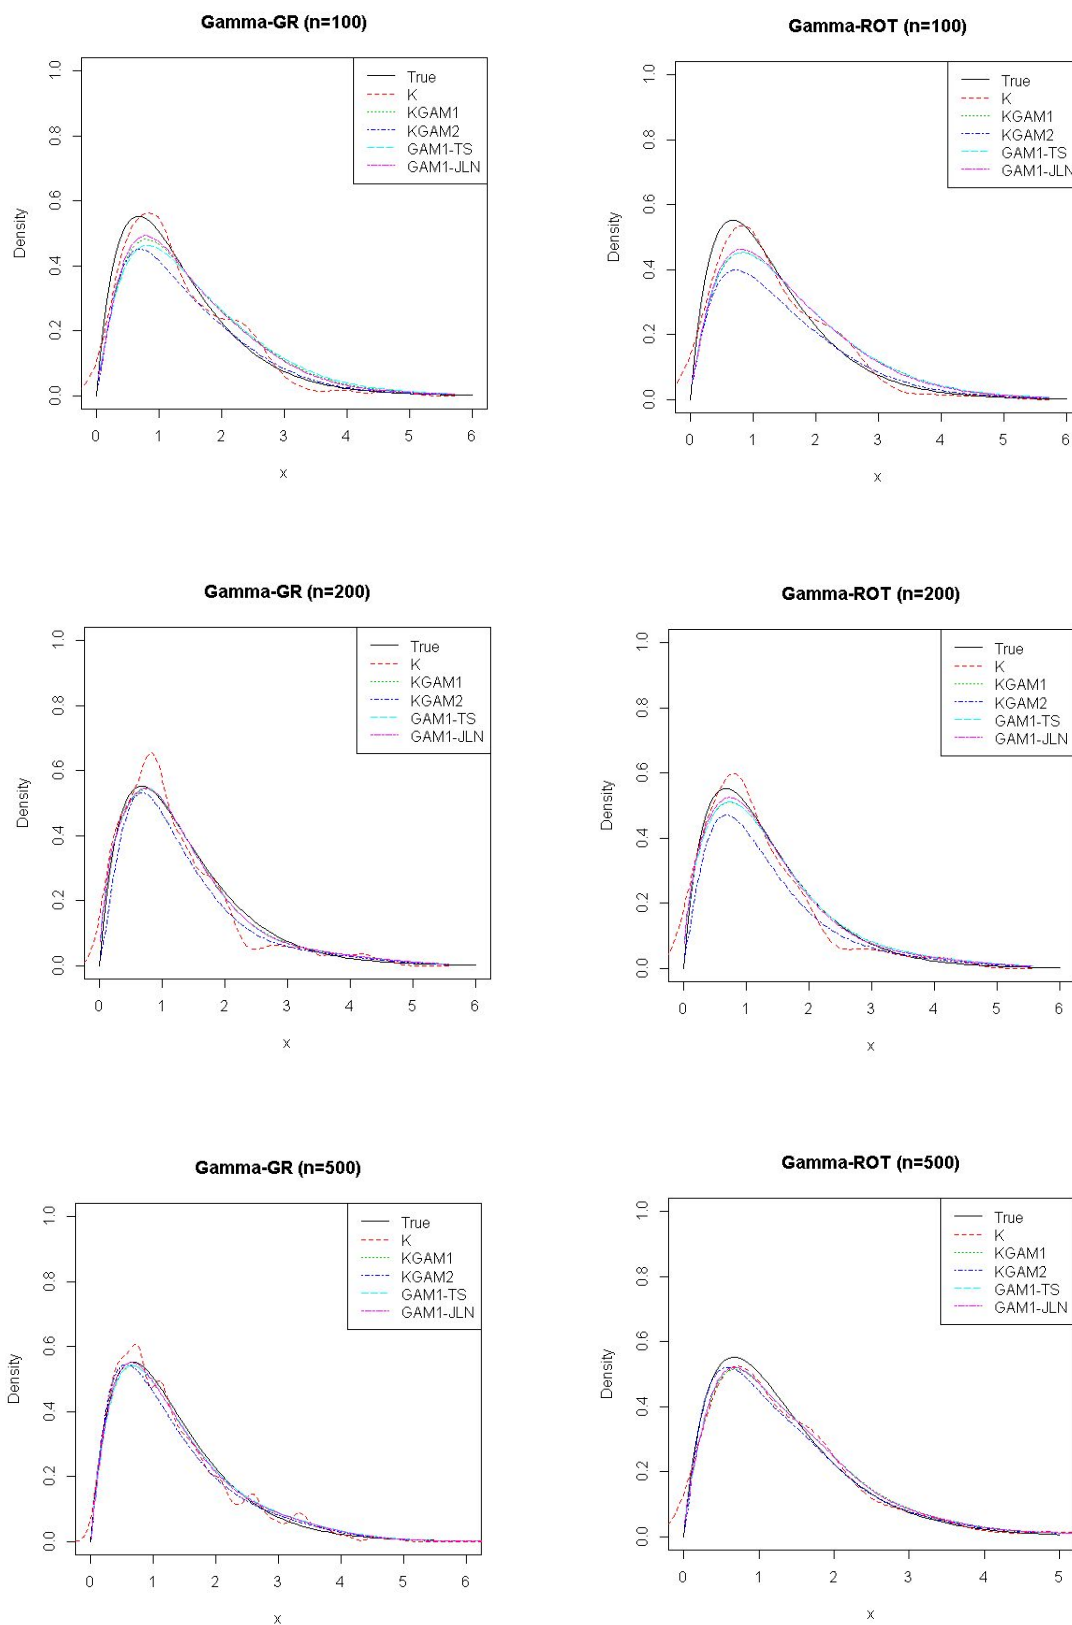 Gamma-GR (n=100)
Density
0.0 0.2 0.4 0.6 0.8 1.0
True
K
KGAM1
KGAM2
GAM1-TS
GAM1-JLN
0 1 2 3 4 5 6
x
Gamma-ROT (n=100)
Density
0.0 0.2 0.4 0.6 0.8 1.0
True
K
KGAM1
KGAM2
GAM1-TS
GAM1-JLN
0 1 2 3 4 5 6
x
Gamma-GR (n=200)
Density
0.0 0.2 0.4 0.6 0.8 1.0
True
K
KGAM1
KGAM2
GAM1-TS
GAM1-JLN
0 1 2 3 4 5 6
x
Gamma-ROT (n=200)
Density
0.0 0.2 0.4 0.6 0.8 1.0
True
K
KGAM1
KGAM2
GAM1-TS
GAM1-JLN
0 1 2 3 4 5 6
x
Gamma-GR (n=500)
Density
0.0 0.2 0.4 0.6 0.8 1.0
True
K
KGAM1
KGAM2
GAM1-TS
GAM1-JLN
0 1 2 3 4 5 6
x
Gamma-ROT (n=500)
Density
0.0 0.2 0.4 0.6 0.8 1.0
True
K
KGAM1
KGAM2
GAM1-TS
GAM1-JLN
0 1 2 3 4 5
x